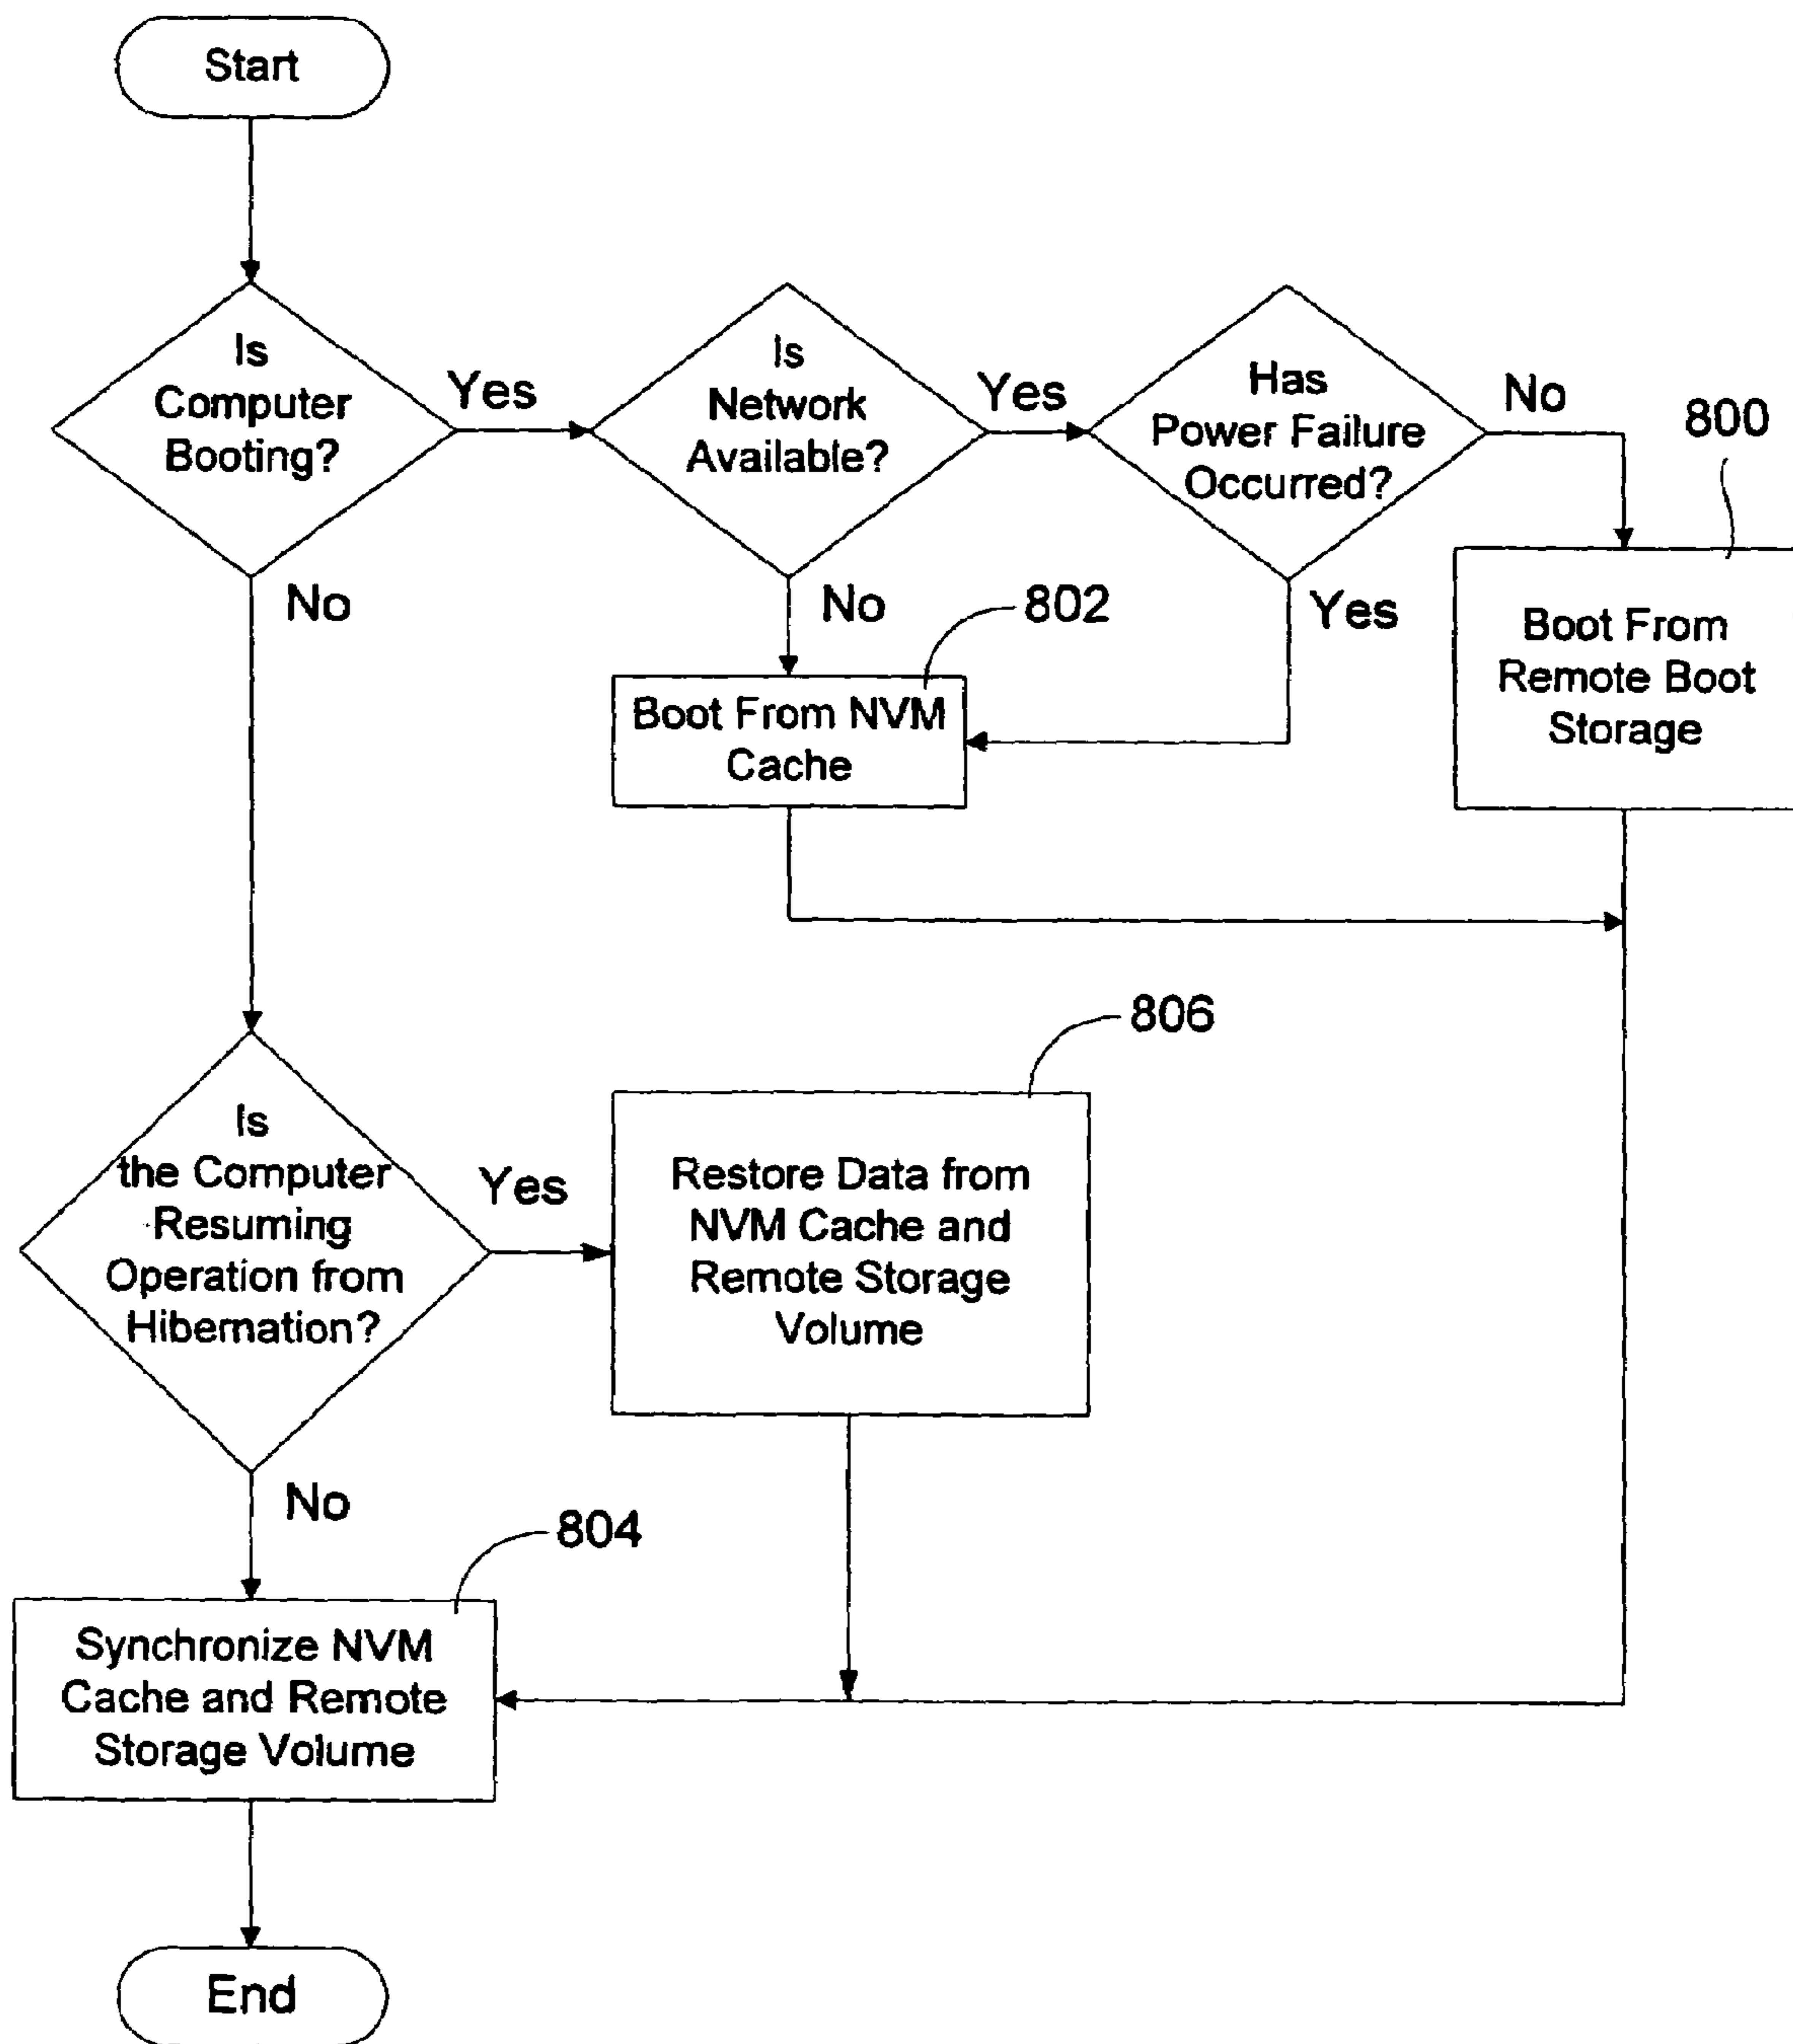 Start
Is
Computer
Booting?
Yes
Is
Network
Available?
Yes
Has
Power Failure
Occurred?
No
800
No
No
802
Yes
Boot From NVM
Cache
Boot From
Remote Boot
Storage
806
Is
the Computer
Resuming
Operation from
Hibernation?
Yes
Restore Data from
NVM Cache and
Remote Storage
Volume
No
804
Synchronize NVM
Cache and Remote
Storage Volume
End